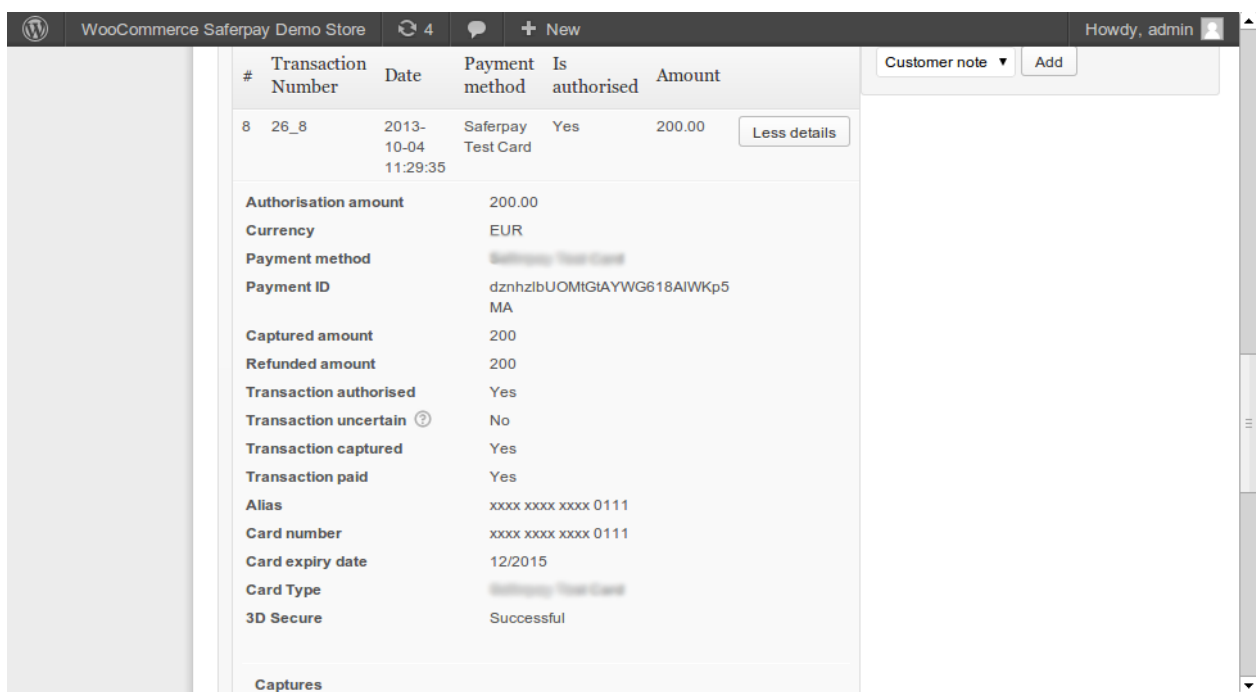 WooCommerce Saferpay Demo Store 4 + New Howdy, admin
# Transaction Number Date Payment method Is authorised Amount
Customer note ▼ Add
8 26_8 2013-10-04 11:29:35 Saferpay Test Card Yes 200.00 Less details
Authorisation amount 200.00
Currency EUR
Payment method
Payment ID dznhzlbUOMtGtAYWG618AlWKp5
MA
Captured amount 200
Refunded amount 200
Transaction authorised Yes
Transaction uncertain ? No
Transaction captured Yes
Transaction paid Yes
Alias xxxx xxxx xxxx 0111
Card number xxxx xxxx xxxx 0111
Card expiry date 12/2015
Card Type
3D Secure Successful
Captures